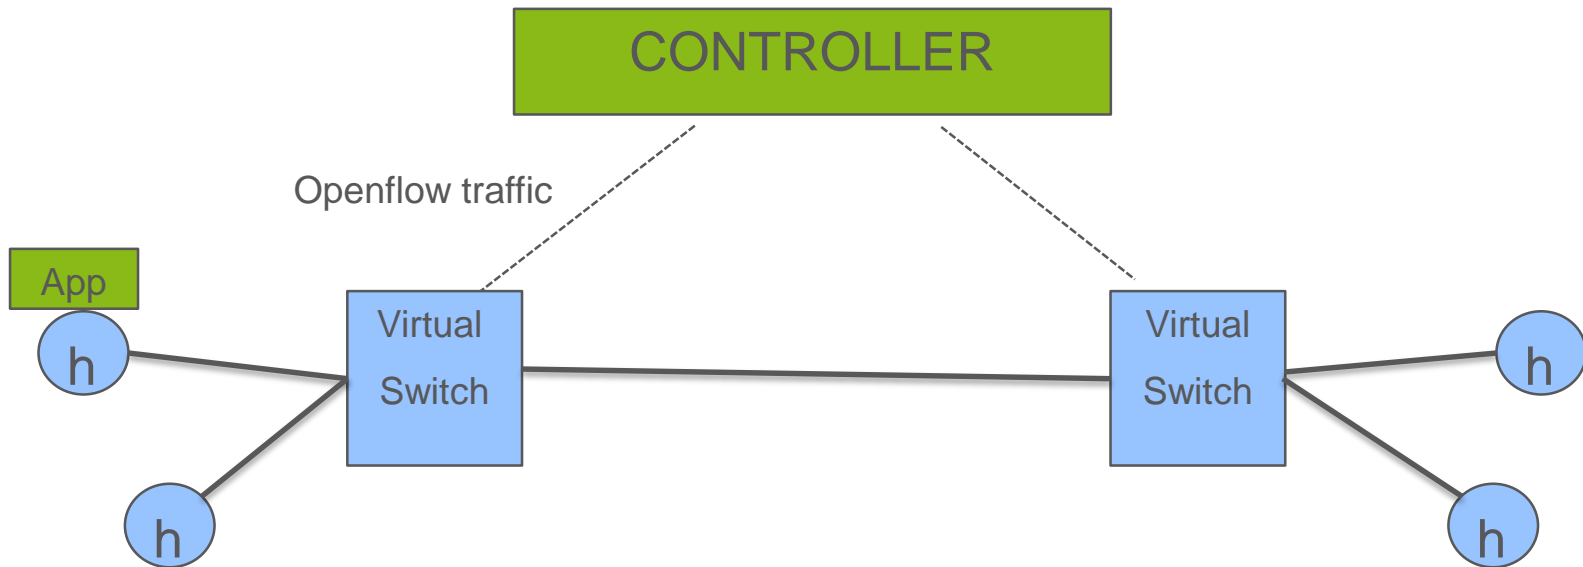 CONTROLLER
Openflow traffic
App
Virtual
Switch
Virtual
Switch
h
h
h
h